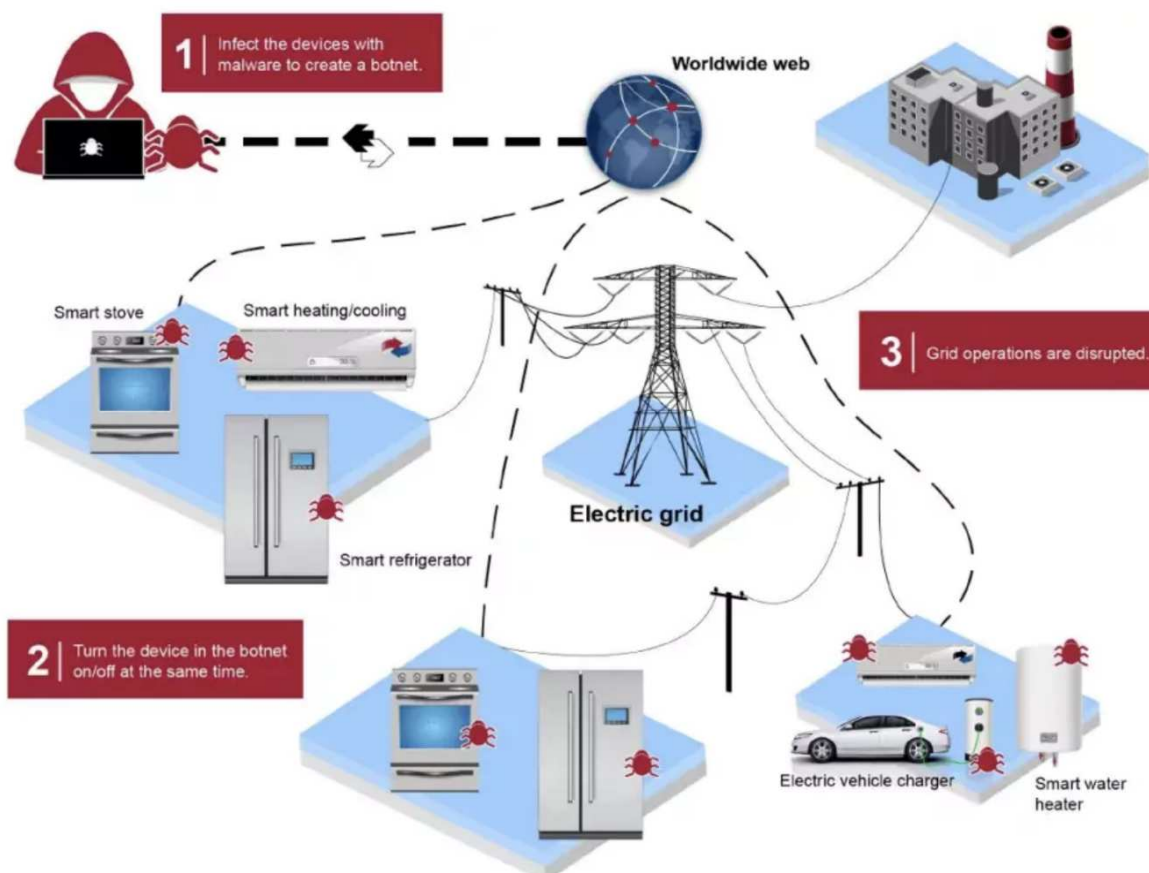 1
Infect the devices with
malware to create a botnet.
Worldwide web
Smart stove
Smart heating/cooling
3
Grid operations are disrupted.
Electric grid
Smart refrigerator
2
Turn the device in the botnet
on/off at the same time.
Electric vehicle charger
Smart water
heater